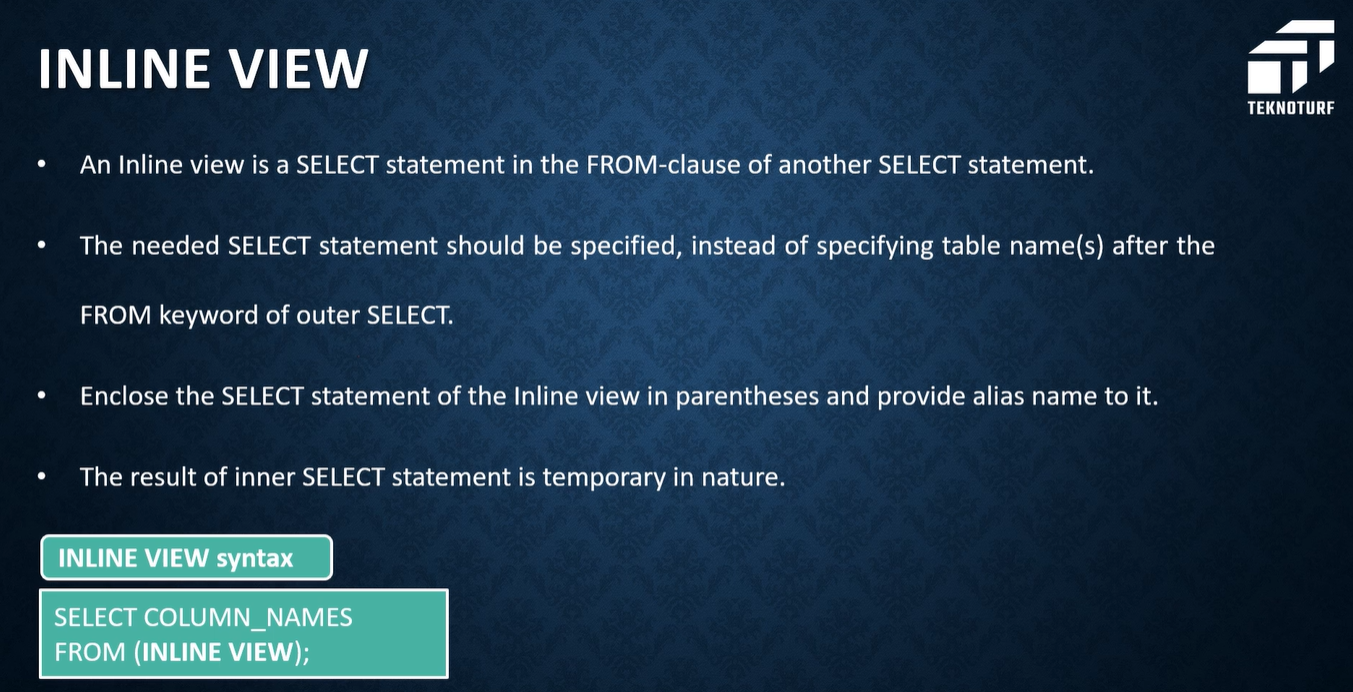 INLINE VIEW
TEKNOTURF
• An Inline view is a SELECT statement in the FROM-clause of another SELECT statement.
• The needed SELECT statement should be specified, instead of specifying table name(s) after the
FROM keyword of outer SELECT.
• Enclose the SELECT statement of the Inline view in parentheses and provide alias name to it.
• The result of inner SELECT statement is temporary in nature.
INLINE VIEW syntax
SELECT COLUMN_NAMES
FROM (INLINE VIEW);